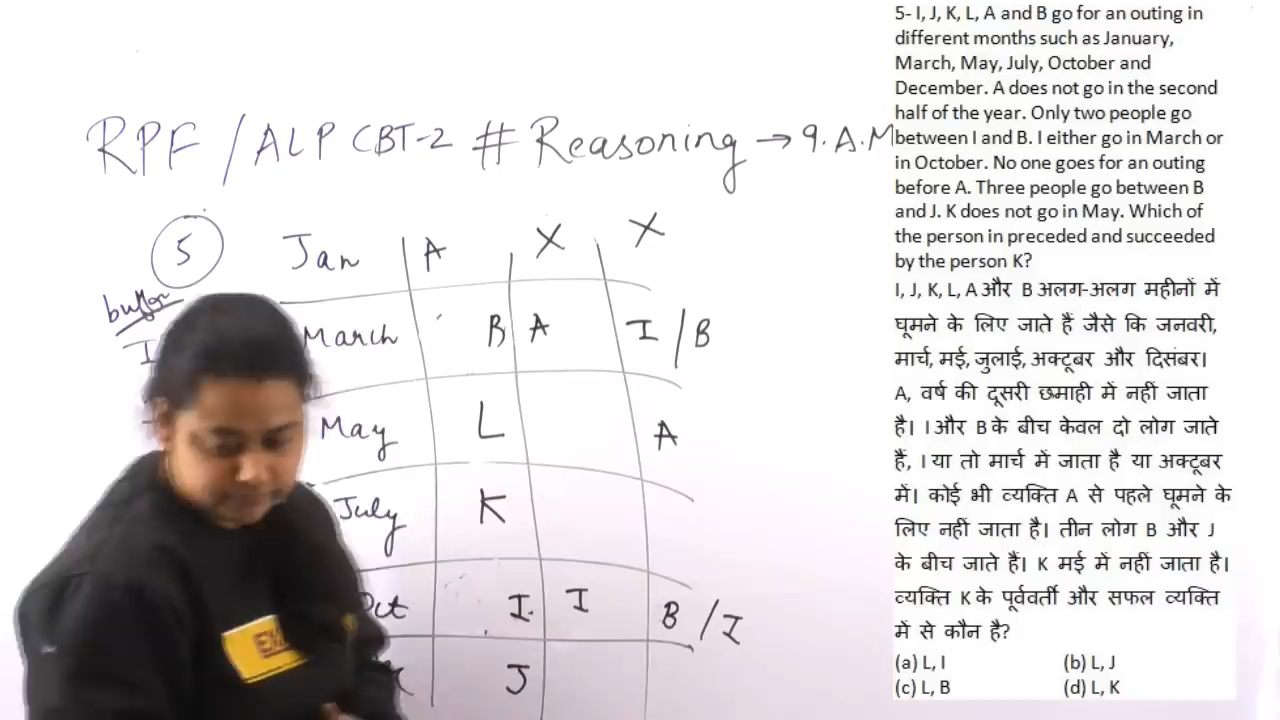 RPF / ALP CBT-2 # Reasoning → 9.A.M
5
Jan A X X
March B A I / B
May L A
July K
I I B / I
J
5- I, J, K, L, A and B go for an outing in
different months such as January,
March, May, July, October and
December. A does not go in the second
half of the year. Only two people go
between I and B. I either go in March or
in October. No one goes for an outing
before A. Three people go between B
and J. K does not go in May. Which of
the person in preceded and succeeded
by the person K?
I, J, K, L, A और B अलग-अलग महीनों में
घूमने के लिए जाते हैं जैसे कि जनवरी,
मार्च, मई, जुलाई, अक्टूबर और दिसंबर।
A, वर्ष की दूसरी छमाही में नहीं जाता
है। I और B के बीच केवल दो लोग जाते
हैं, I या तो मार्च में जाता है या अक्टूबर
में। कोई भी व्यक्ति A से पहले घूमने के
लिए नहीं जाता है। तीन लोग B और J
के बीच जाते हैं। K मई में नहीं जाता है।
व्यक्ति K के पूर्ववर्ती और सफल व्यक्ति
में से कौन है?
(a) L, I (b) L, J
(c) L, B (d) L, K